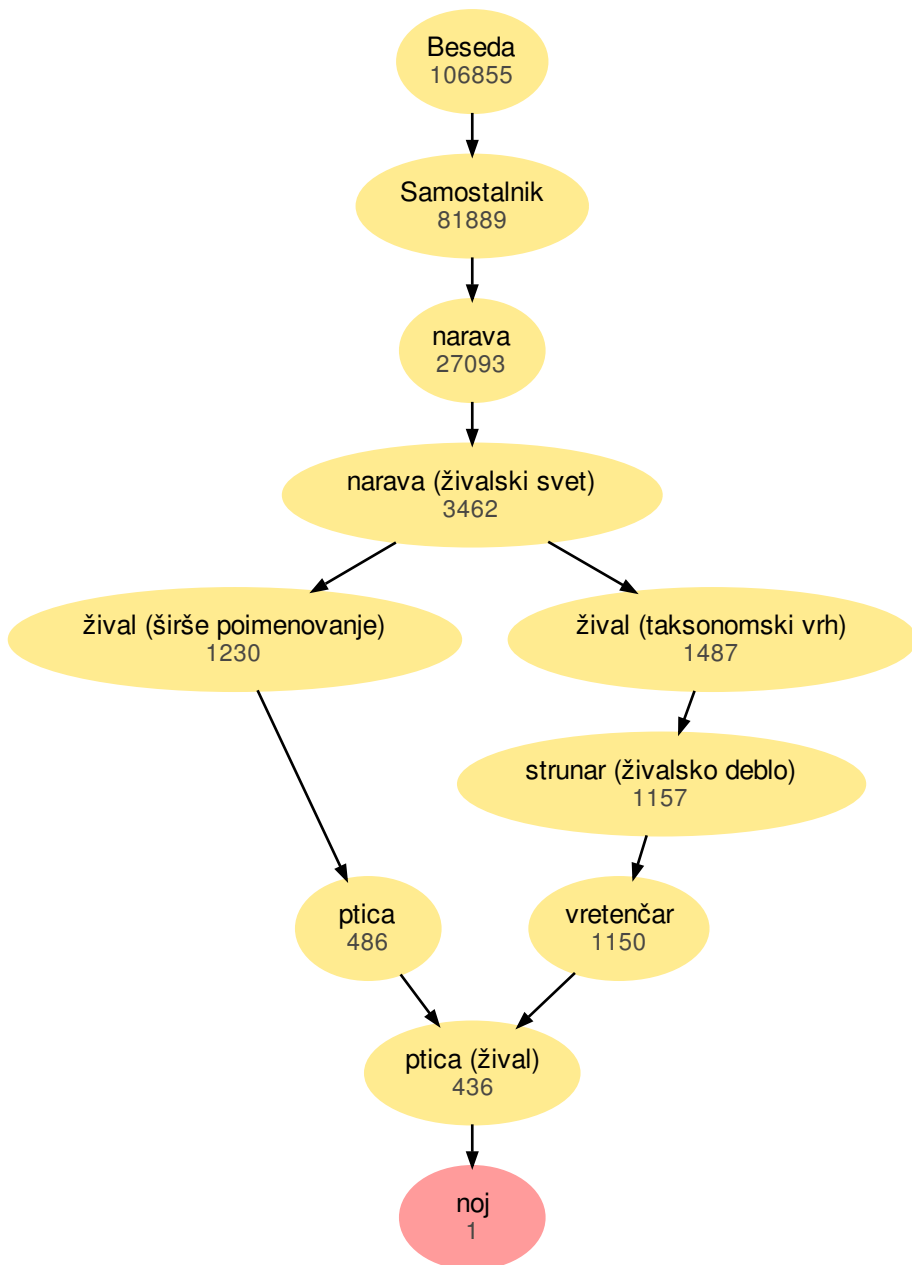 Beseda
106855
Samostalnik
81889
narava
27093
narava (živalski svet)
3462
žival (širše poimenovanje)
1230
žival (taksonomski vrh)
1487
strunar (živalsko deblo)
1157
ptica
486
vretenčar
1150
ptica (žival)
436
noj
1